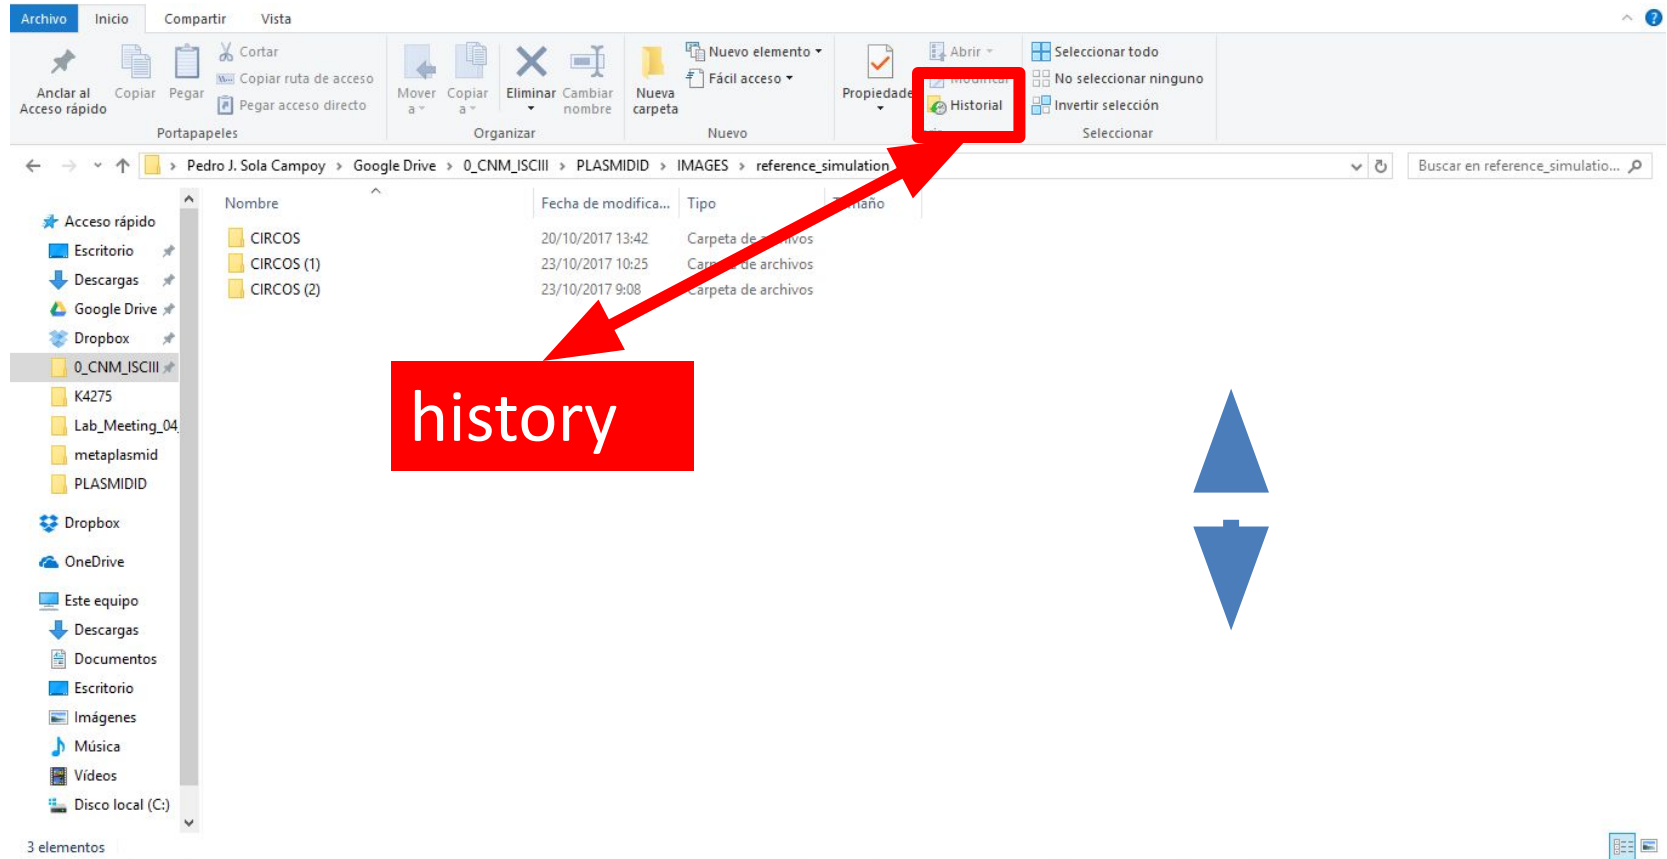 Archivo Inicio Compartir Vista
Anclar al Acceso rápido
Copiar
Pegar
Cortar
Copiar ruta de acceso
Pegar acceso directo
Portapapeles
Mover a
Copiar a
Eliminar
Cambiar nombre
Organizar
Nueva carpeta
Nuevo elemento
Fácil acceso
Nuevo
Abrir
Historial
Seleccionar todo
No seleccionar ninguno
Invertir selección
Seleccionar
Pedro J. Sola Campoy > Google Drive > 0_CNM_ISCIII > PLASMIDID > IMAGES > reference_simulation
Buscar en reference_simulatio...
Nombre Fecha de modifica... Tipo
CIRCOS 20/10/2017 13:42 Carpeta de archivos
CIRCOS (1) 23/10/2017 10:25 Carpeta de archivos
CIRCOS (2) 23/10/2017 9:08 Carpeta de archivos
history
Acceso rápido
Escritorio
Descargas
Google Drive
Dropbox
0_CNM_ISCIII
K4275
Lab_Meeting_04_
metaplasmid
PLASMIDID
Dropbox
OneDrive
Este equipo
Descargas
Documentos
Escritorio
Imágenes
Música
Vídeos
Disco local (C:)
3 elementos